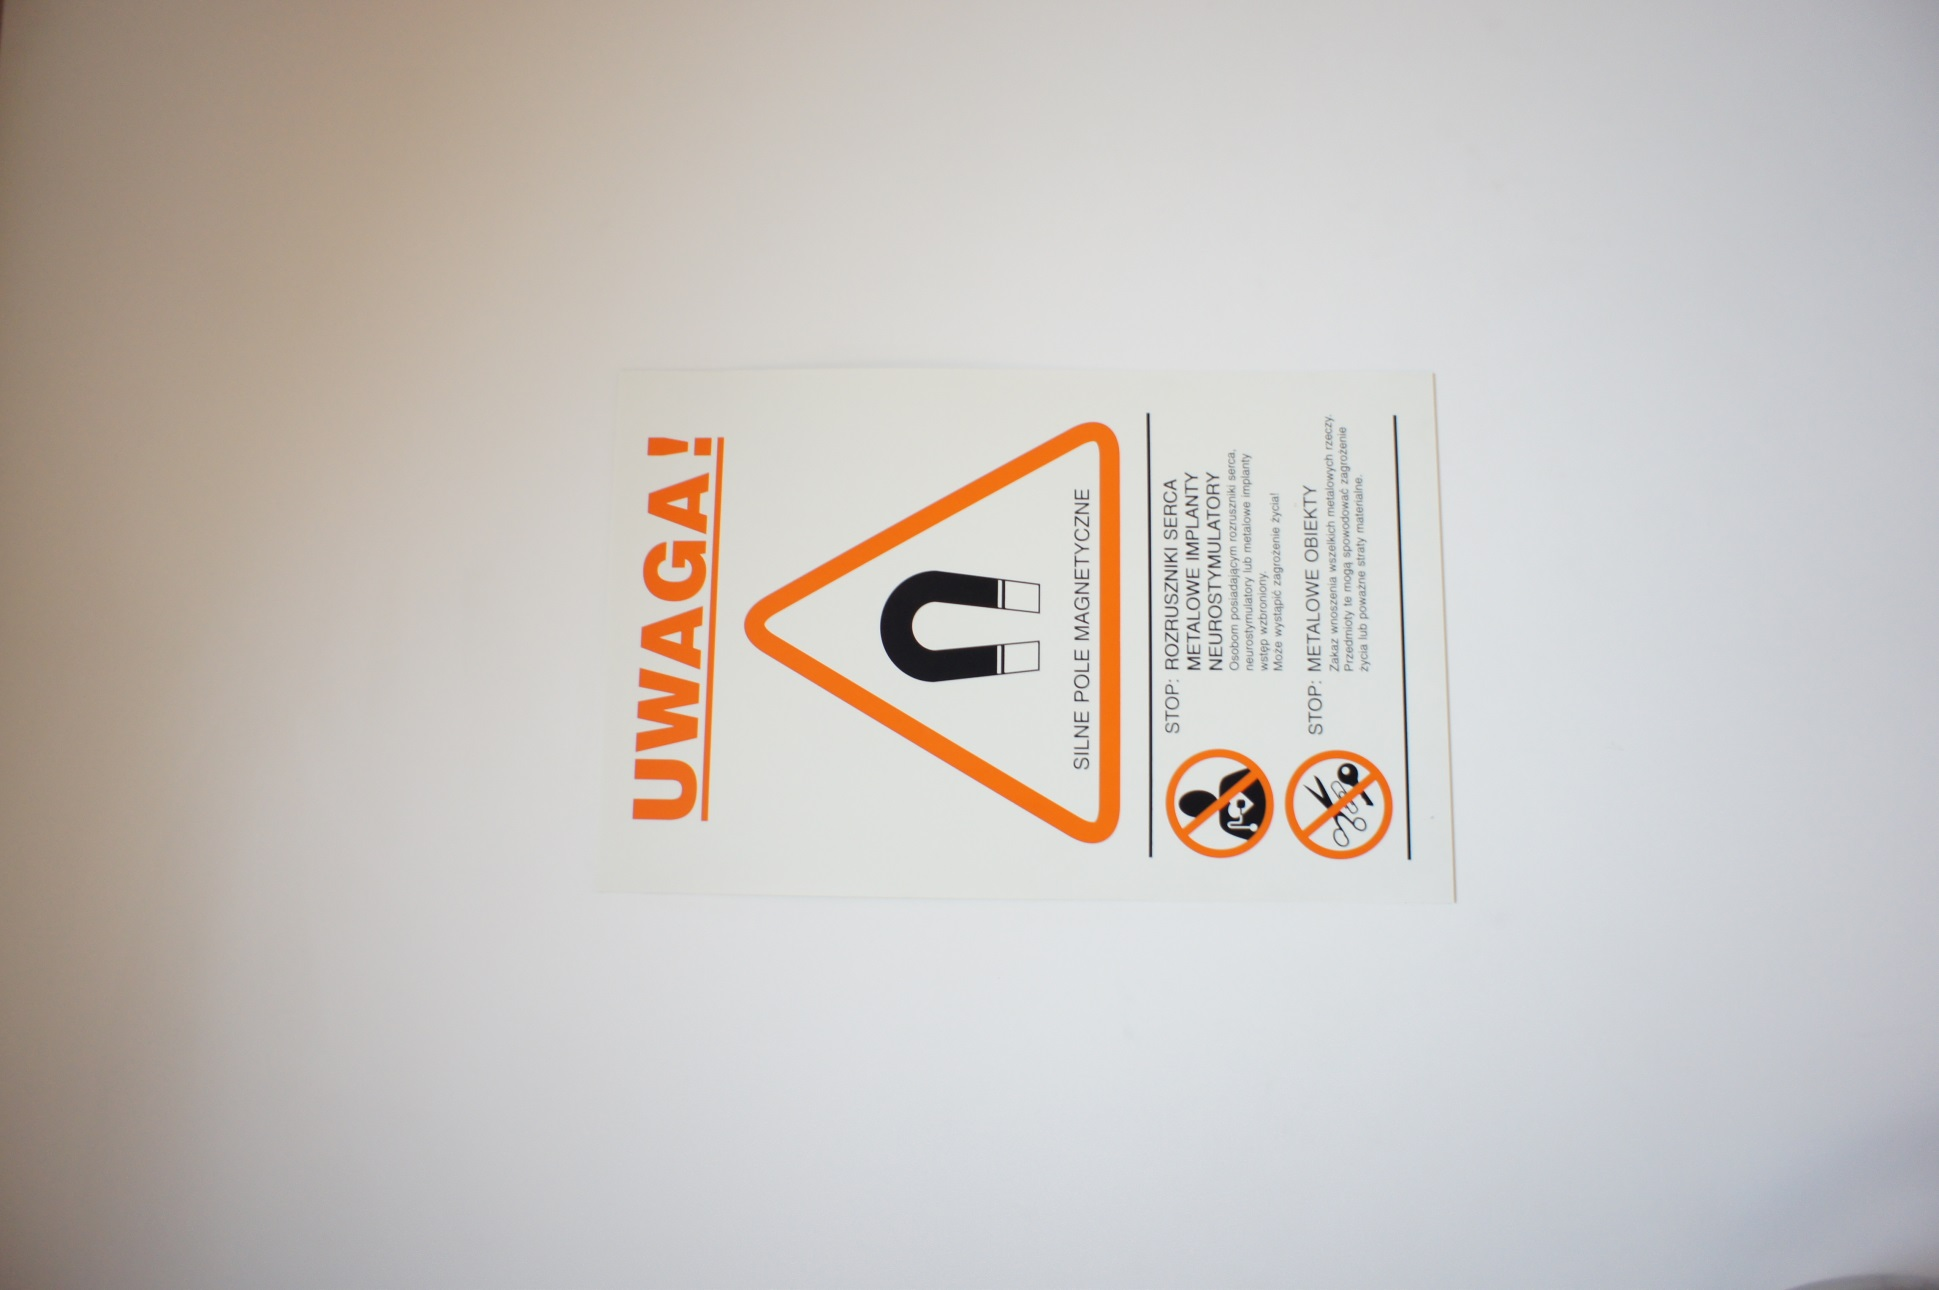 UWAGA!
SILNE POLE MAGNETYCZNE
STOP: ROZRUSZNIKI SERCA
METALOWE IMPLANTY
NEUROSTYMULATORY
Osobom posiadającym rozruszniki serca,
neurostymulatory lub metalowe implanty
wstęp wzbroniony.
Może wystąpić zagrożenie życia!
STOP: METALOWE OBIEKTY
Zakaz wnoszenia wszelkich metalowych rzeczy.
Przedmioty te mogą spowodować zagrożenie
życia lub poważne straty materialne.